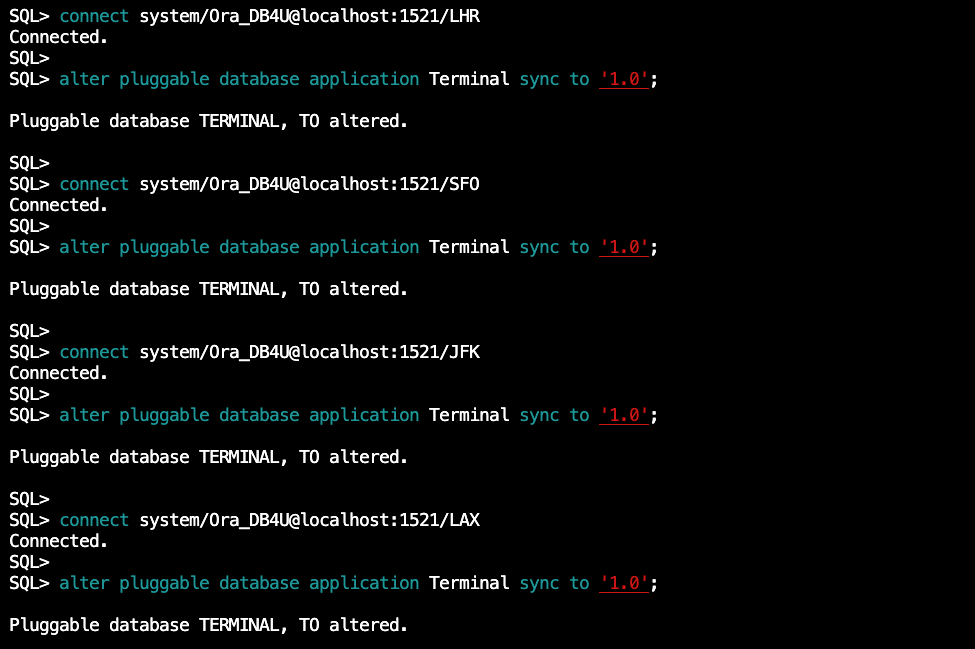 SQL> connect system/Ora_DB4U@localhost:1521/LHR
Connected.
SQL>
SQL> alter pluggable database application Terminal sync to '1.0';
Pluggable database TERMINAL, TO altered.
SQL>
SQL> connect system/Ora_DB4U@localhost:1521/SFO
Connected.
SQL>
SQL> alter pluggable database application Terminal sync to '1.0';
Pluggable database TERMINAL, TO altered.
SQL>
SQL> connect system/Ora_DB4U@localhost:1521/JFK
Connected.
SQL>
SQL> alter pluggable database application Terminal sync to '1.0';
Pluggable database TERMINAL, TO altered.
SQL>
SQL> connect system/Ora_DB4U@localhost:1521/LAX
Connected.
SQL>
SQL> alter pluggable database application Terminal sync to '1.0';
Pluggable database TERMINAL, TO altered.